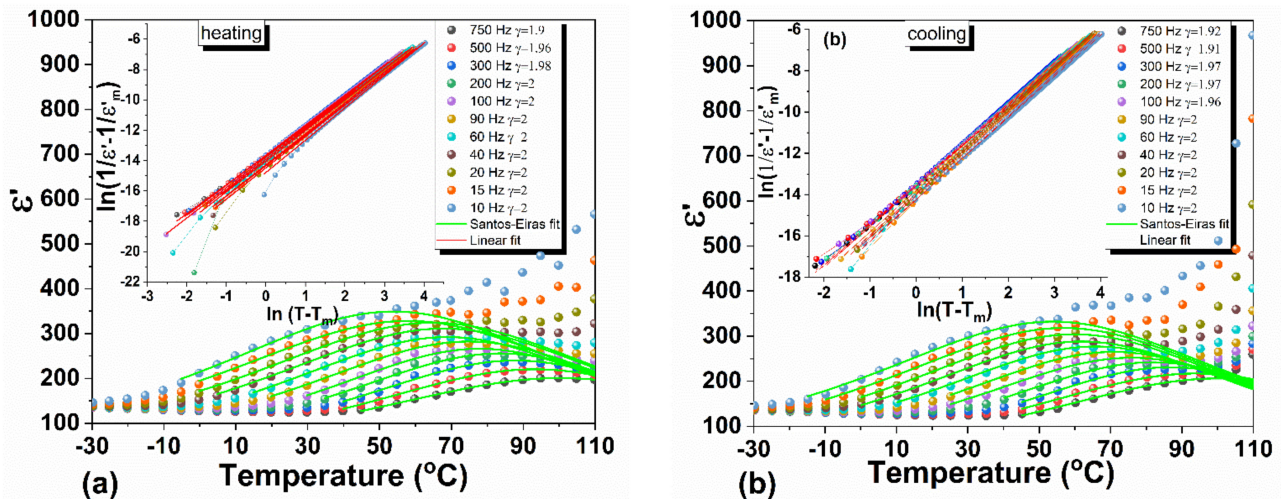 1000
900
800
700
600
500
400
300
200
100
ε'
-30
-10
10
30
50
70
90
110
Temperature (°C)
(a)
heating
-6
-8
-10
-12
-14
-16
-18
-20
-22
ln(1/ε'-1/ε'm)
-3
-2
-1
0
1
2
3
4
ln (T-Tm)
750 Hz γ=1.9
500 Hz γ=1.96
300 Hz γ=1.98
200 Hz γ=2
100 Hz γ=2
90 Hz γ=2
60 Hz γ 2
40 Hz γ=2
20 Hz γ=2
15 Hz γ=2
10 Hz γ=2
Santos-Eiras fit
Linear fit
1000
900
800
700
600
500
400
300
200
100
ε'
-30
-10
10
30
50
70
90
110
Temperature (°C)
(b)
(b)
cooling
-6
-8
-10
-12
-14
-16
-18
ln(1/ε'-1/ε'm)
-2
-1
0
1
2
3
4
ln(T-Tm)
750 Hz γ=1.92
500 Hz γ 1.91
300 Hz γ=1.97
200 Hz γ=1.97
100 Hz γ=1.96
90 Hz γ=2
60 Hz γ=2
40 Hz γ=2
20 Hz γ=2
15 Hz γ=2
10 Hz γ=2
Santos-Eiras fit
Linear fit